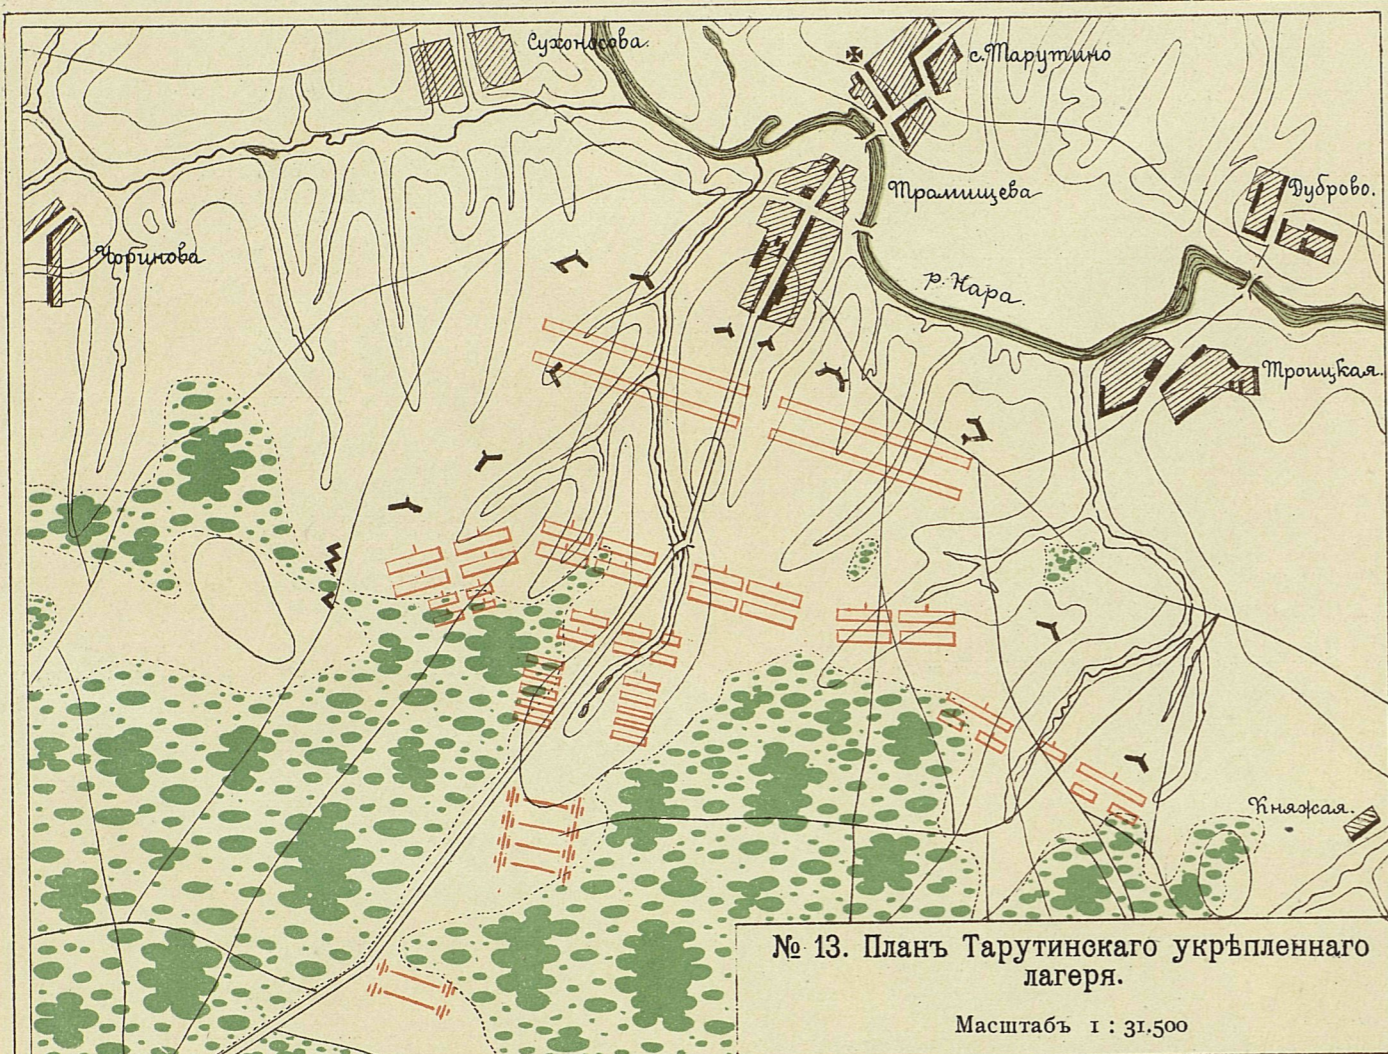 Сухоносова.
с. Тарутино
Трамищева
Дуброво.
Чоринова
р. Нара.
Троицкая.
Княжая.
№ 13. Планъ Тарутинскаго укрѣпленнаго
лагеря.
Масштабъ 1 : 31.500